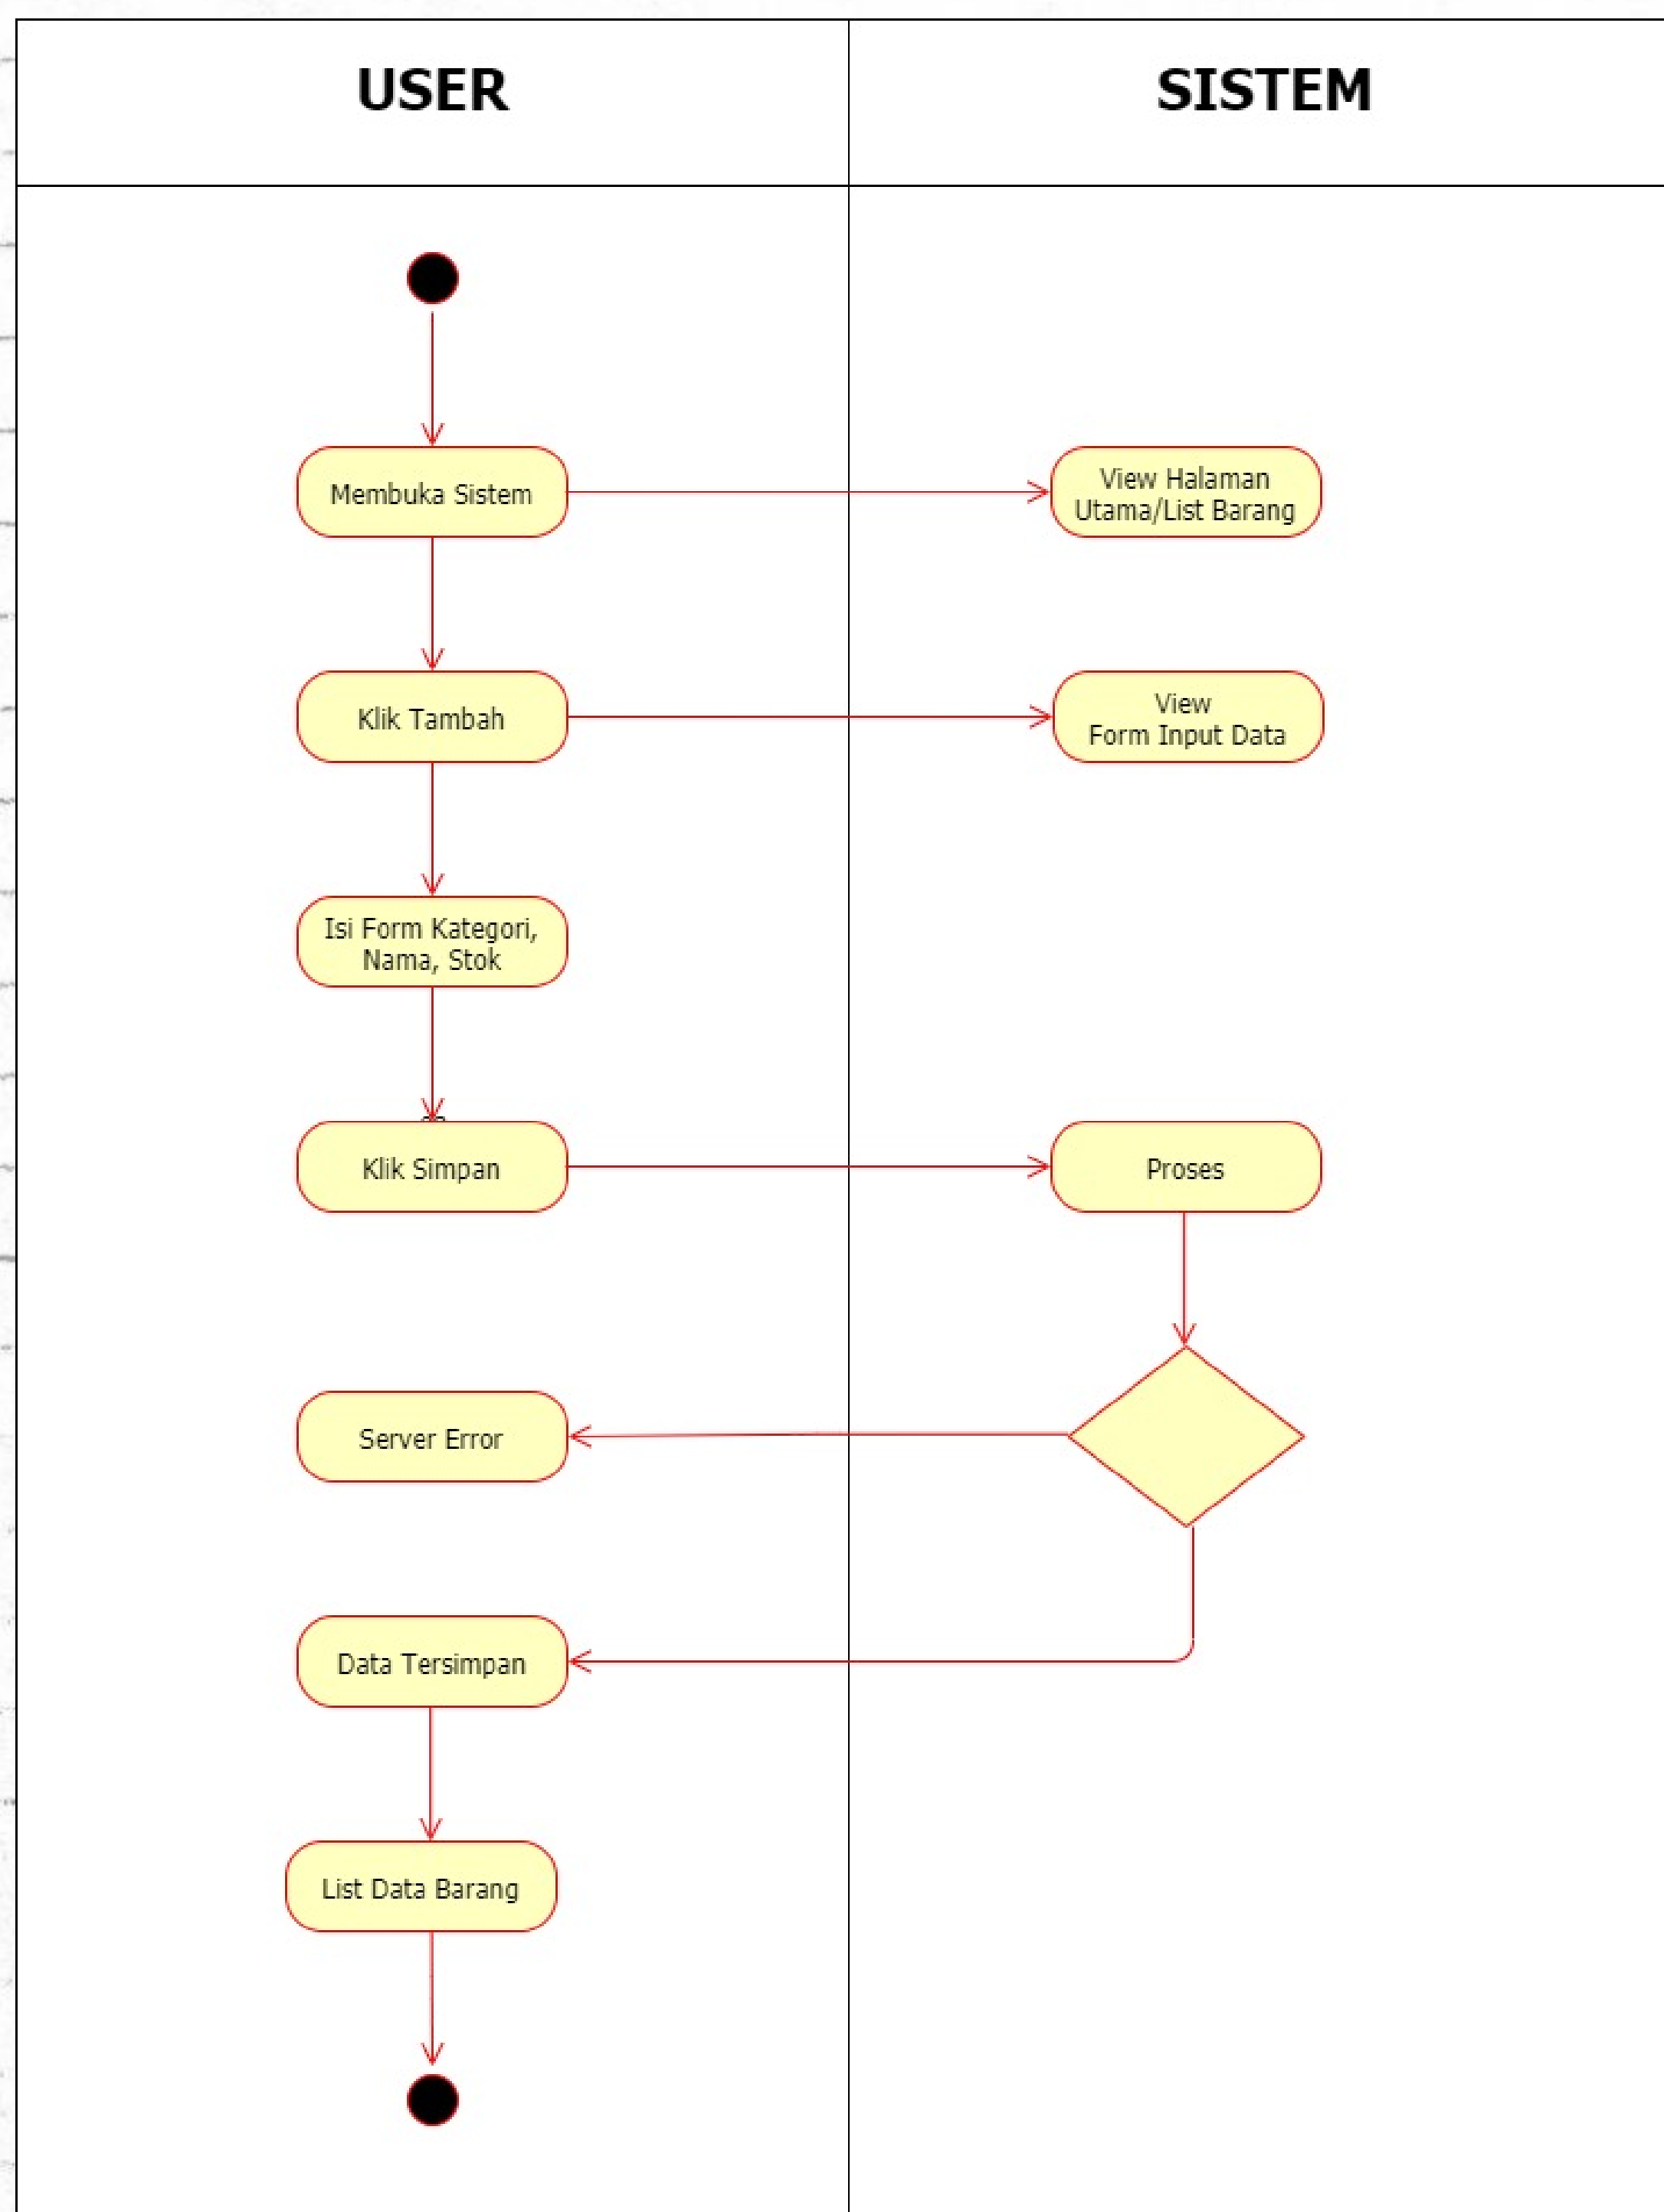 USER
SISTEM
Membuka Sistem
View Halaman
Utama/List Barang
Klik Tambah
View
Form Input Data
Isi Form Kategori,
Nama, Stok
Klik Simpan
Proses
Server Error
Data Tersimpan
List Data Barang